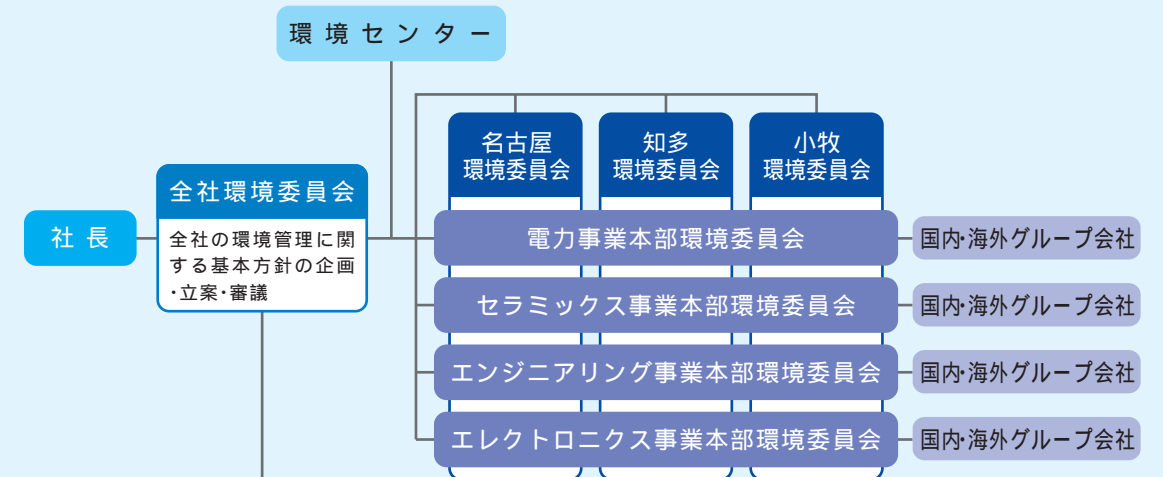 環境センター
名古屋
環境委員会
知多
環境委員会
小牧
環境委員会
全社環境委員会
社長
全社の環境管理に関
する基本方針の企画
・立案・審議
電力事業本部環境委員会
国内・海外グループ会社
セラミックス事業本部環境委員会
国内・海外グループ会社
エンジニアリング事業本部環境委員会
国内・海外グループ会社
エレクトロニクス事業本部環境委員会
国内・海外グループ会社